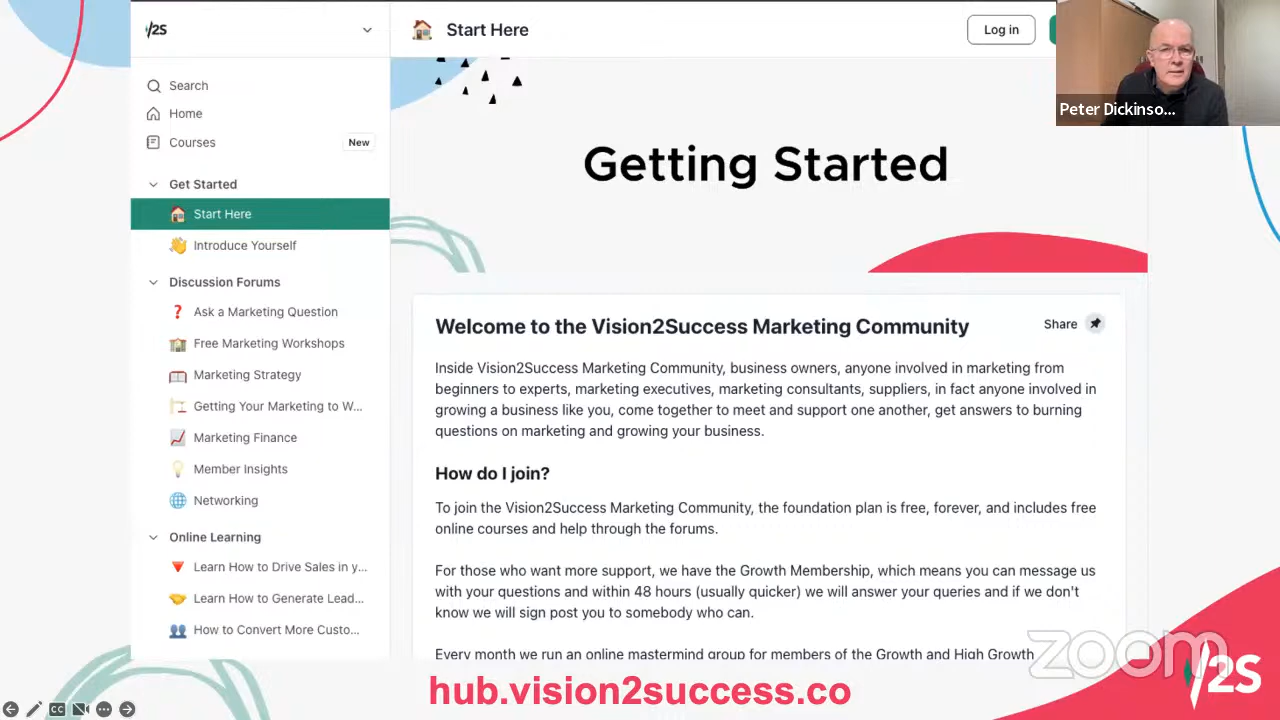 V2S
Start Here
Log in
Peter Dickinso...
Search
Home
Courses
New
Get Started
Start Here
Introduce Yourself
Discussion Forums
Ask a Marketing Question
Free Marketing Workshops
Marketing Strategy
Getting Your Marketing to W...
Marketing Finance
Member Insights
Networking
Online Learning
Learn How to Drive Sales in y...
Learn How to Generate Lead...
How to Convert More Custo...
Getting Started
Welcome to the Vision2Success Marketing Community
Share
Inside Vision2Success Marketing Community, business owners, anyone involved in marketing from
beginners to experts, marketing executives, marketing consultants, suppliers, in fact anyone involved in
growing a business like you, come together to meet and support one another, get answers to burning
questions on marketing and growing your business.
How do I join?
To join the Vision2Success Marketing Community, the foundation plan is free, forever, and includes free
online courses and help through the forums.
For those who want more support, we have the Growth Membership, which means you can message us
with your questions and within 48 hours (usually quicker) we will answer your queries and if we don't
know we will sign post you to somebody who can.
Every month we run an online mastermind group for members of the Growth and High Growth
zoom
V2S
hub.vision2success.co
CC